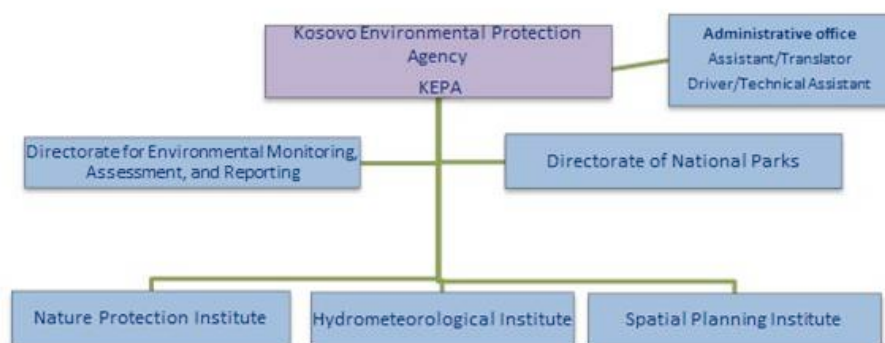 Kosovo Environmental Protection
Agency
KEPA
Administrative office
Assistant/Translator
Driver/Technical Assistant
Directorate for Environmental Monitoring,
Assessment, and Reporting
Directorate of National Parks
Nature Protection Institute
Hydrometeorological Institute
Spatial Planning Institute